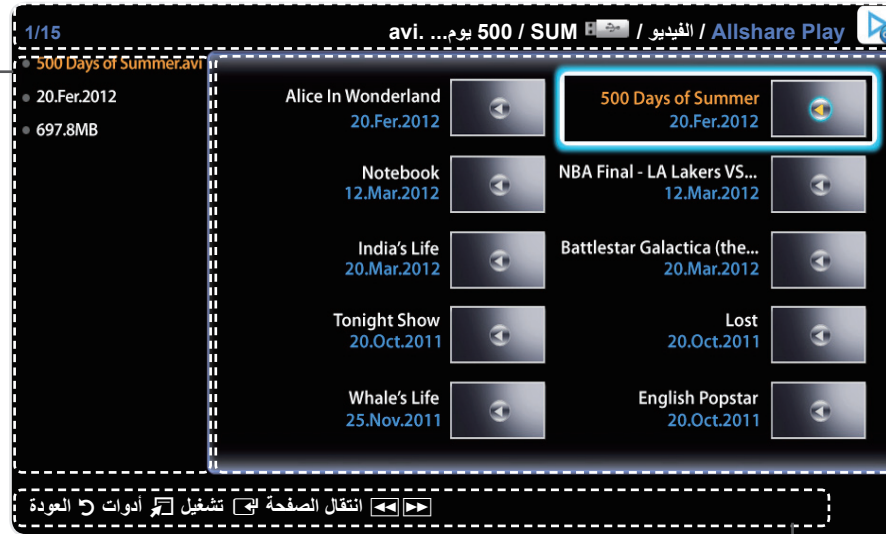 Allshare Play / الفيديو / SUM / 500 يوم... .avi
1/15
500 Days of Summer
20.Fer.2012
Alice In Wonderland
20.Fer.2012
NBA Final - LA Lakers VS...
12.Mar.2012
Notebook
12.Mar.2012
Battlestar Galactica (the...
20.Mar.2012
India’s Life
20.Mar.2012
Lost
20.Oct.2011
Tonight Show
20.Oct.2011
English Popstar
20.Oct.2011
Whale’s Life
25.Nov.2011
500 Days of Summer.avi
20.Fer.2012
697.8MB
انتقال الصفحة تشغيل أدوات العودة